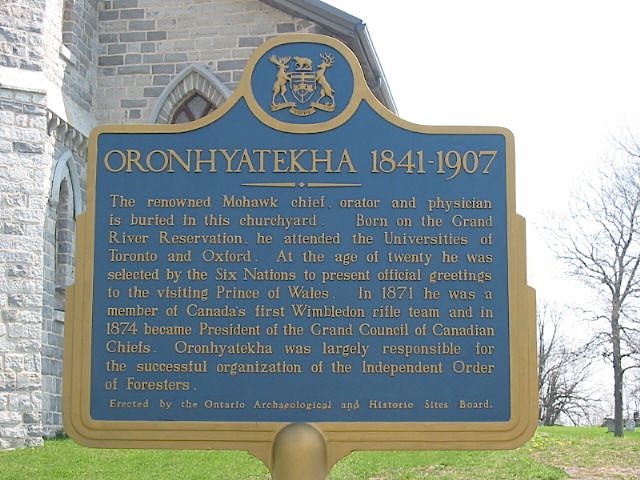 ORONHYATEKHA 1841-1907
The renowned Mohawk chief, orator and physician
is buried in this churchyard. Born on the Grand
River Reservation, he attended the Universities of
Toronto and Oxford. At the age of twenty he was
selected by the Six Nations to present official greetings
to the visiting Prince of Wales. In 1871 he was a
member of Canada's first Wimbledon rifle team and in
1874 became President of the Grand Council of Canadian
Chiefs. Oronhyatekha was largely responsible for
the successful organization of the Independent Order
of Foresters.
Erected by the Ontario Archaeological and Historic Sites Board.